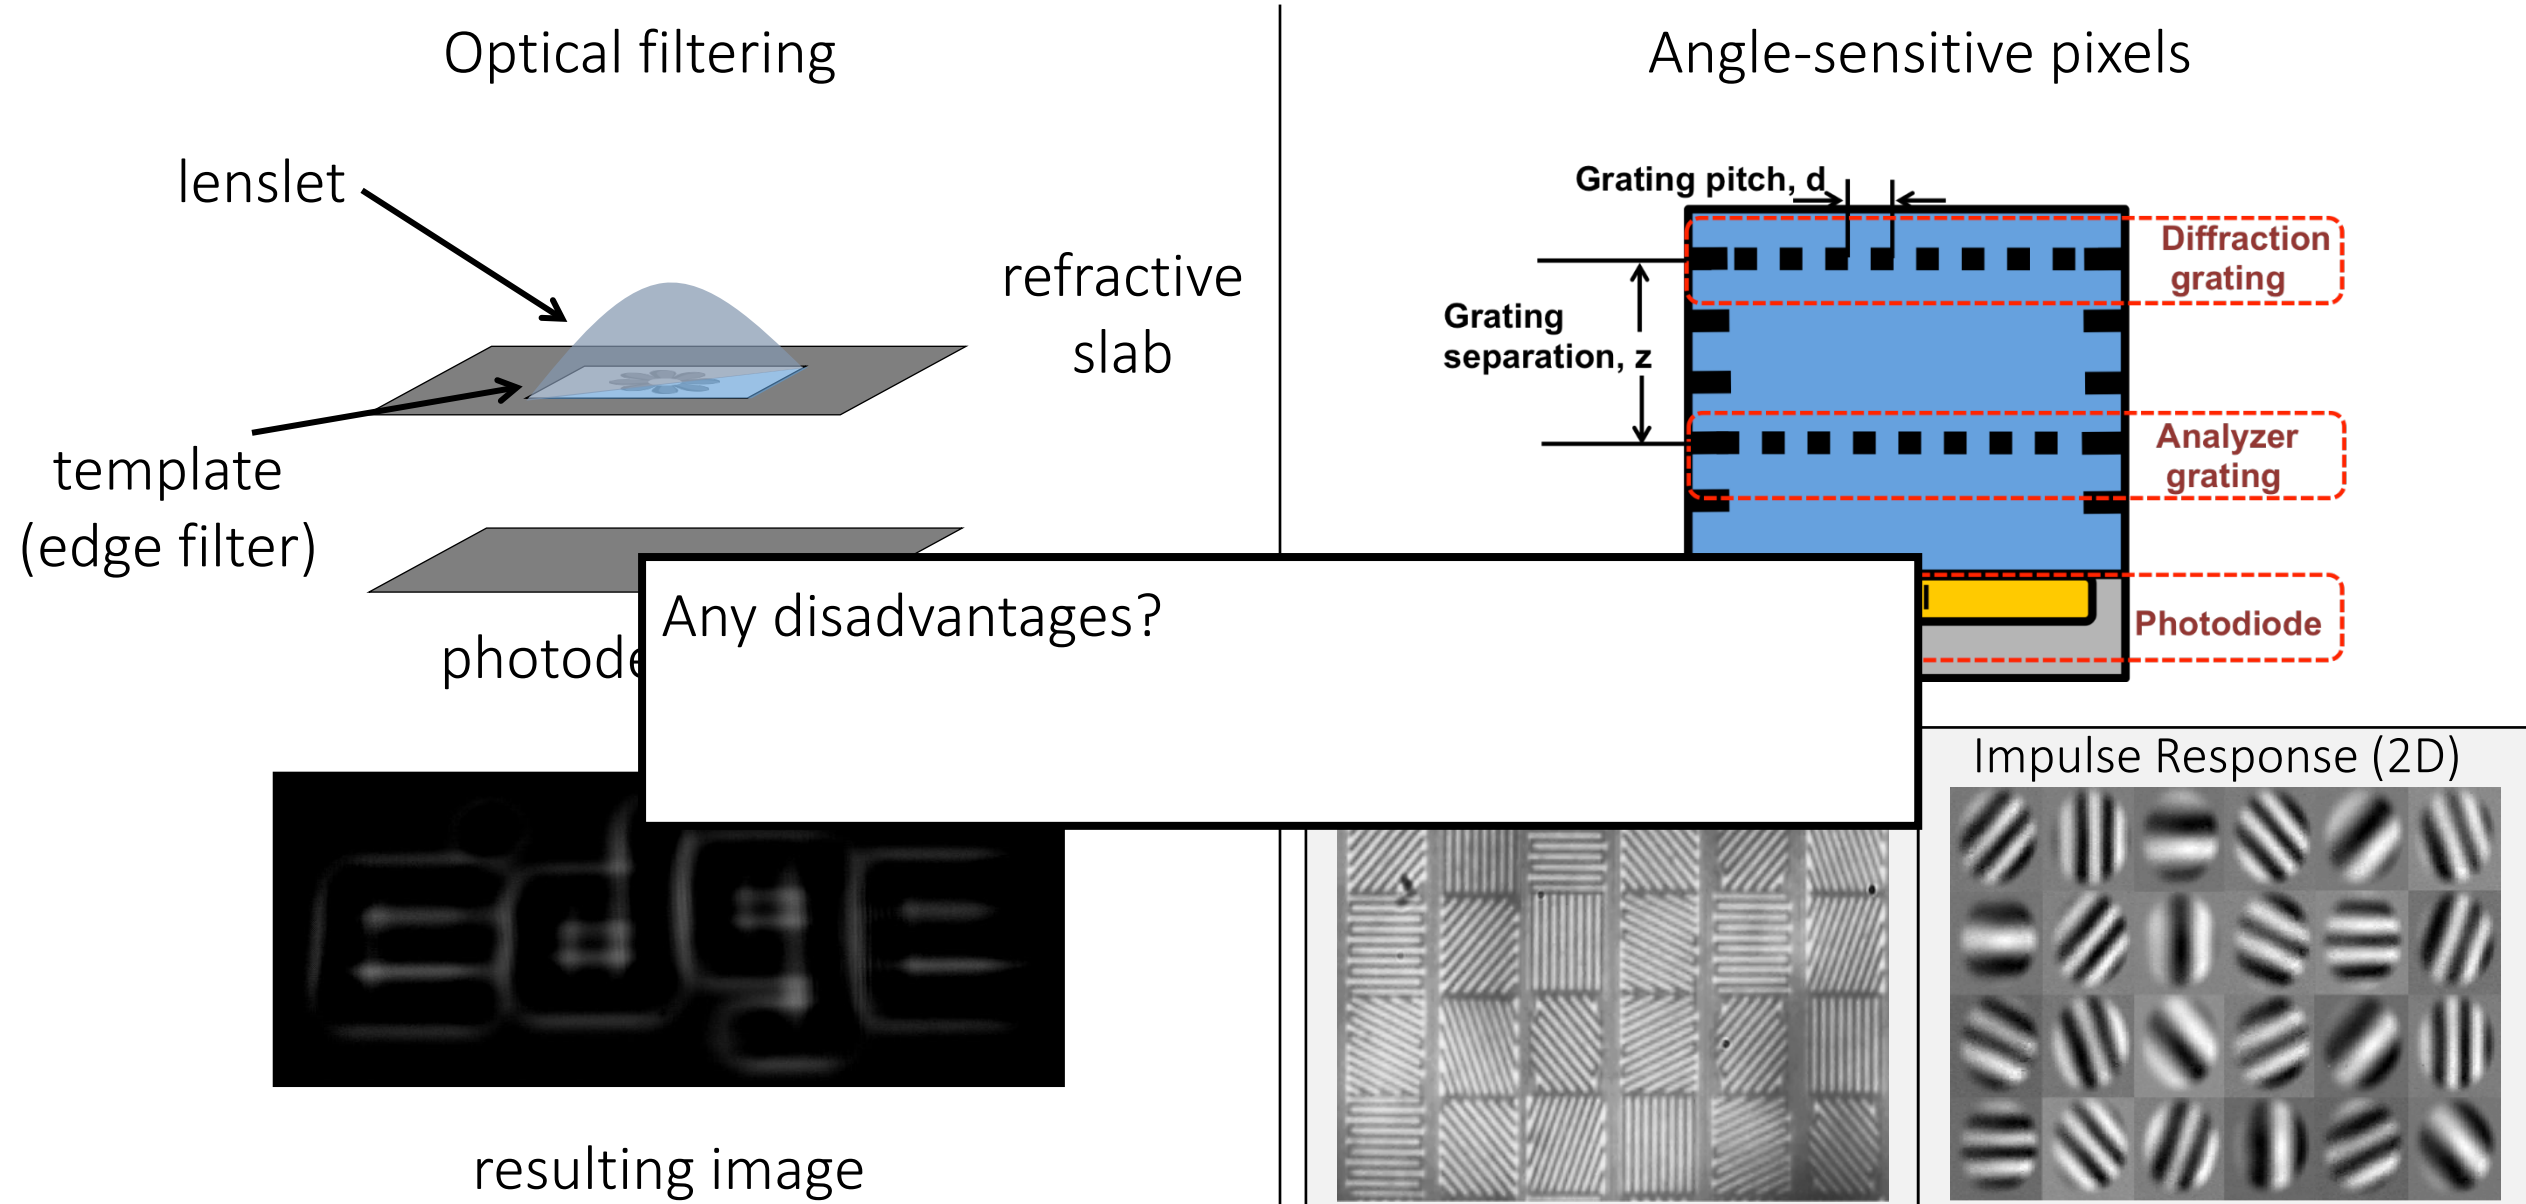 Optical filtering
lenslet
refractive
slab
template
(edge filter)
resulting image
Angle-sensitive pixels
Grating pitch, d
Grating
separation, z
Diffraction
grating
Analyzer
grating
Photodiode
Any disadvantages?
Impulse Response (2D)